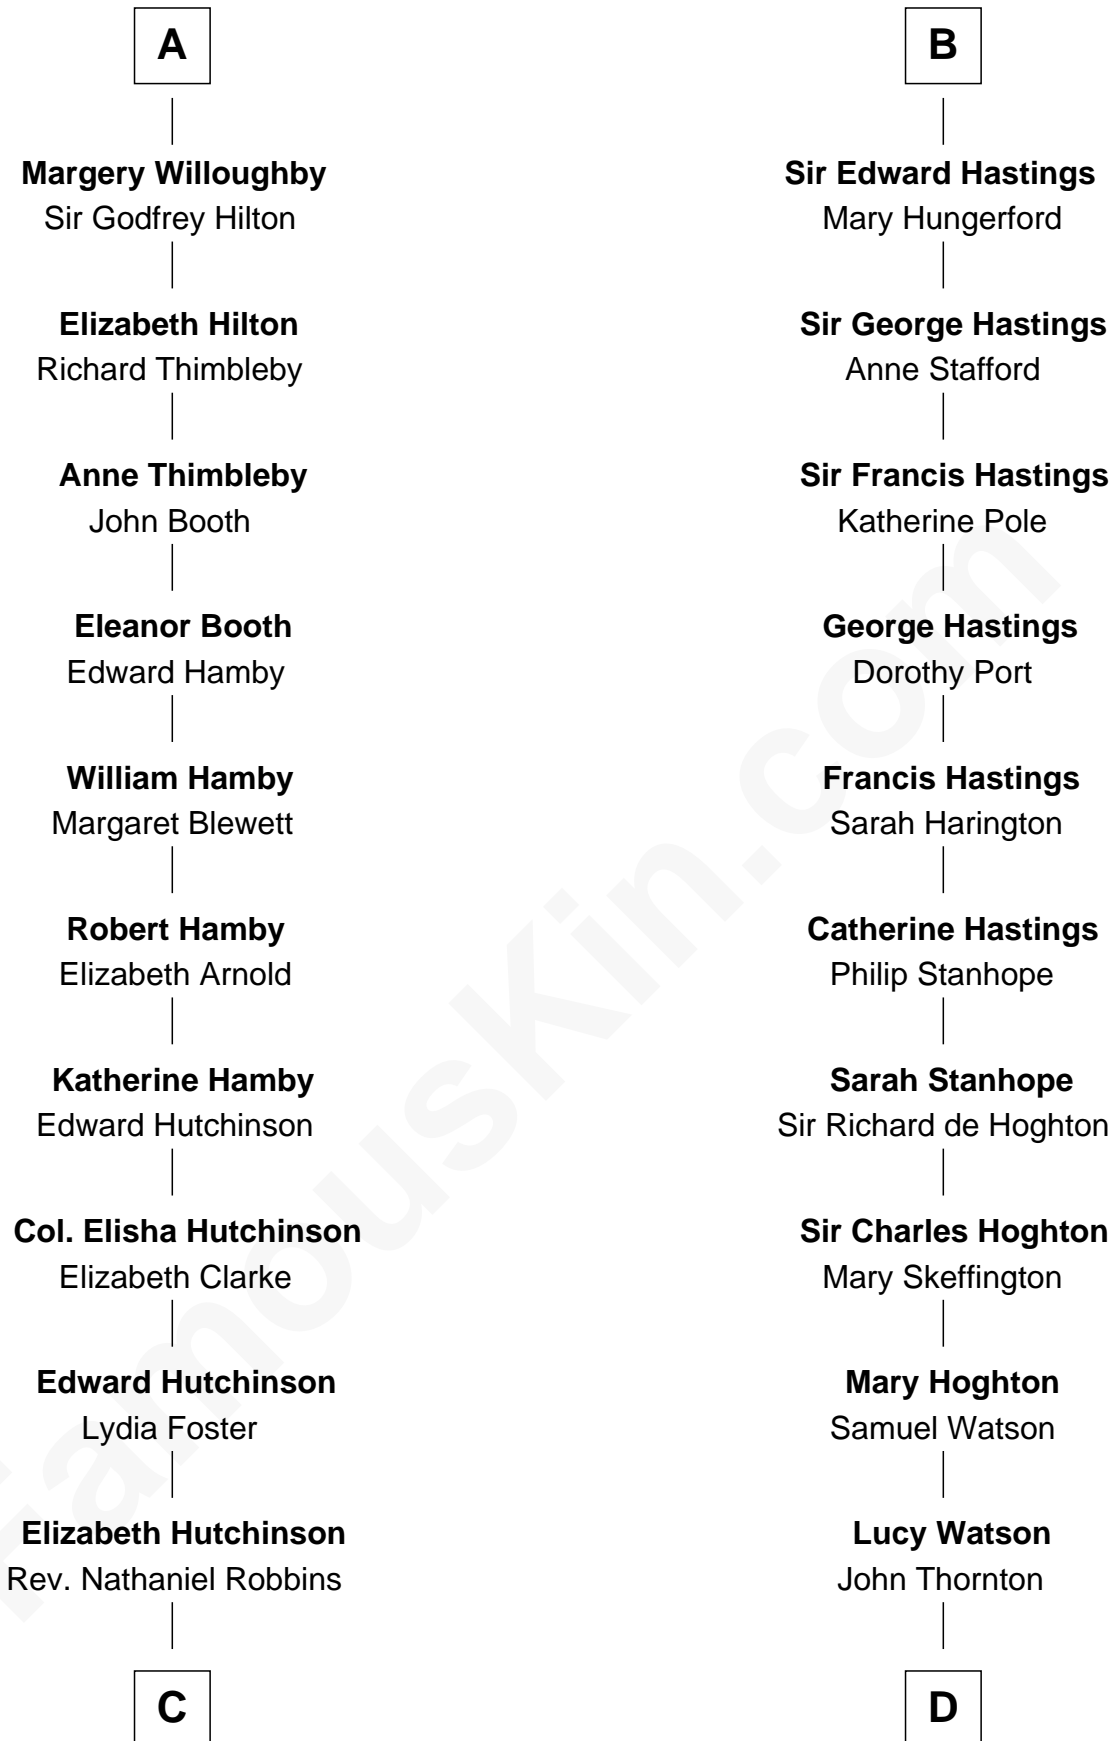 A
Margery Willoughby
Sir Godfrey Hilton
Elizabeth Hilton
Richard Thimbleby
Anne Thimbleby
John Booth
Eleanor Booth
Edward Hamby
William Hamby
Margaret Blewett
Robert Hamby
Elizabeth Arnold
Katherine Hamby
Edward Hutchinson
Col. Elisha Hutchinson
Elizabeth Clarke
Edward Hutchinson
Lydia Foster
Elizabeth Hutchinson
Rev. Nathaniel Robbins
C
B
Sir Edward Hastings
Mary Hungerford
Sir George Hastings
Anne Stafford
Sir Francis Hastings
Katherine Pole
George Hastings
Dorothy Port
Francis Hastings
Sarah Harington
Catherine Hastings
Philip Stanhope
Sarah Stanhope
Sir Richard de Hoghton
Sir Charles Hoghton
Mary Skeffington
Mary Hoghton
Samuel Watson
Lucy Watson
John Thornton
D
FamousKin.com